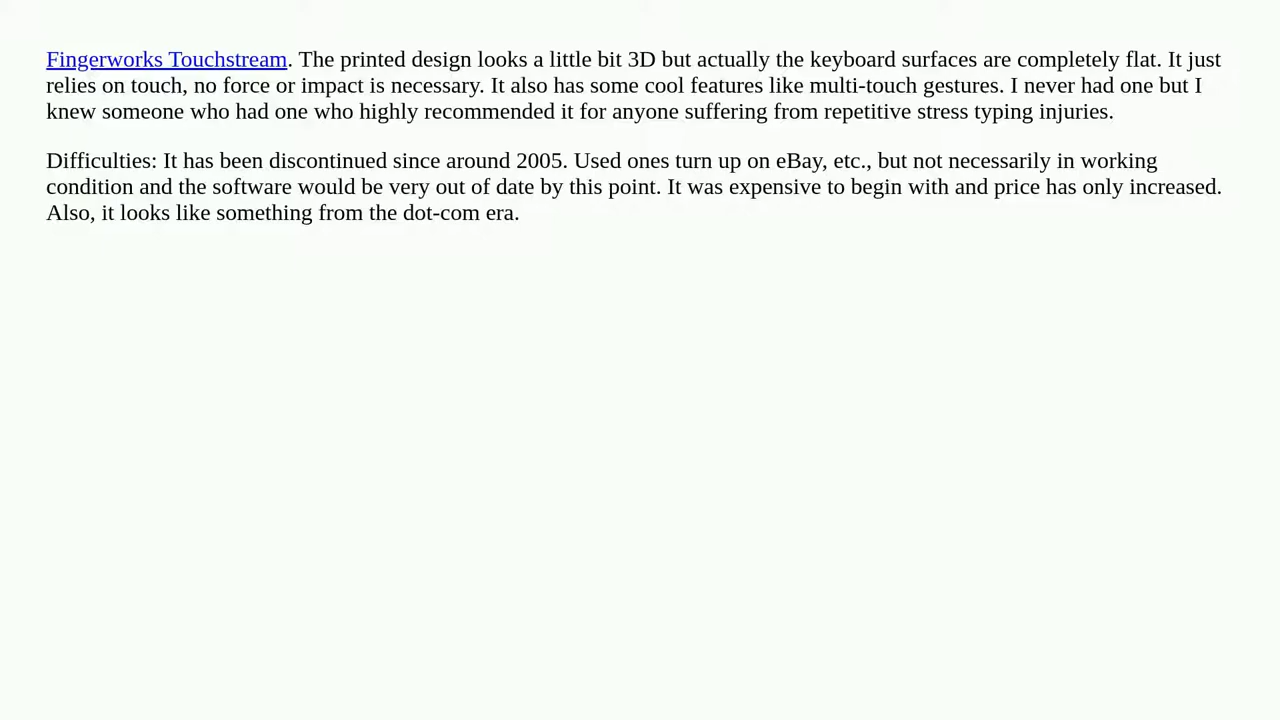 Fingerworks Touchstream. The printed design looks a little bit 3D but actually the keyboard surfaces are completely flat. It just
relies on touch, no force or impact is necessary. It also has some cool features like multi-touch gestures. I never had one but I
knew someone who had one who highly recommended it for anyone suffering from repetitive stress typing injuries.
Difficulties: It has been discontinued since around 2005. Used ones turn up on eBay, etc., but not necessarily in working
condition and the software would be very out of date by this point. It was expensive to begin with and price has only increased.
Also, it looks like something from the dot-com era.